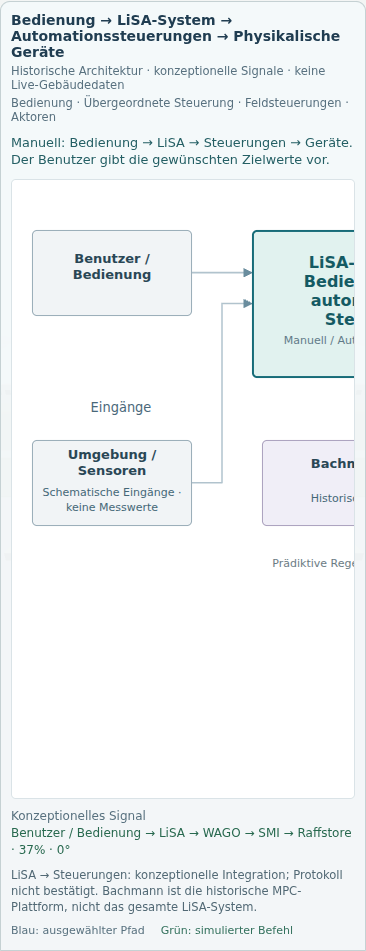 Bedienung → LiSA-System →
Automationssteuerungen → Physikalische
Geräte
Historische Architektur · konzeptionelle Signale · keine
Live-Gebäudedaten
Bedienung · Übergeordnete Steuerung · Feldsteuerungen ·
Aktoren
Manuell: Bedienung → LiSA → Steuerungen → Geräte.
Der Benutzer gibt die gewünschten Zielwerte vor.
Benutzer /
Bedienung
LiSA-
Bedie
autor
Ste
Manuell / Aut
Eingänge
Umgebung /
Sensoren
Schematische Eingänge ·
keine Messwerte
Bachm
Historis
Prädiktive Rege
Konzeptionelles Signal
Benutzer / Bedienung → LiSA → WAGO → SMI → Raffstore
· 37% · 0°
LiSA → Steuerungen: konzeptionelle Integration; Protokoll
nicht bestätigt. Bachmann ist die historische MPC-
Plattform, nicht das gesamte LiSA-System.
Blau: ausgewählter Pfad Grün: simulierter Befehl